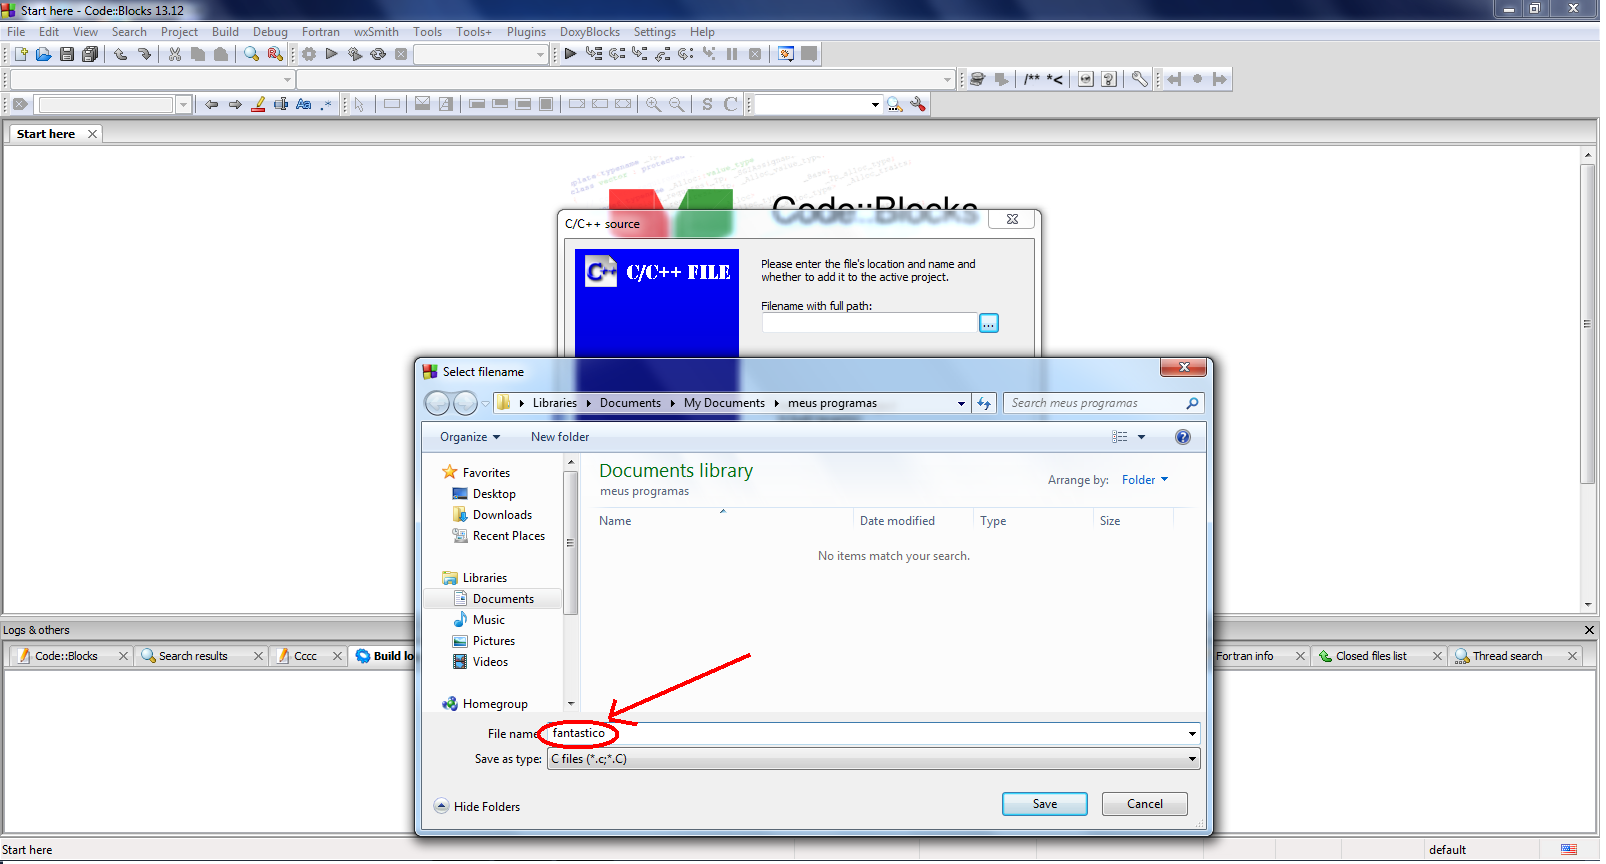 Start here - Code::Blocks 13.12
File Edit View Search Project Build Debug Fortran wxSmith Tools Tools+ Plugins DoxyBlocks Settings Help
/** *<
Aa .*
S C
Start here
Code::Blocks
C/C++ source
C++ C/C++ FILE
Please enter the file's location and name and
whether to add it to the active project.
Filename with full path:
...
Select filename
Libraries Documents My Documents meus programas
Search meus programas
Organize New folder
Favorites
Desktop
Downloads
Recent Places
Libraries
Documents
Music
Pictures
Videos
Homegroup
Documents library
meus programas
Arrange by: Folder
Name Date modified Type Size
No items match your search.
File name
fantastico
Save as type: C files (*.c;*.C)
Hide Folders
Save Cancel
Logs & others
Code::Blocks Search results Cccc Build lo Fortran info Closed files list Thread search
Start here default